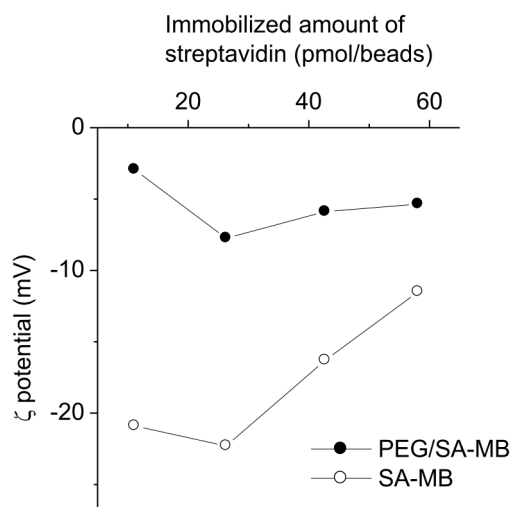 Immobilized amount of
streptavidin (pmol/beads)
20 40 60
0
-10
-20
ζ potential (mV)
PEG/SA-MB
SA-MB